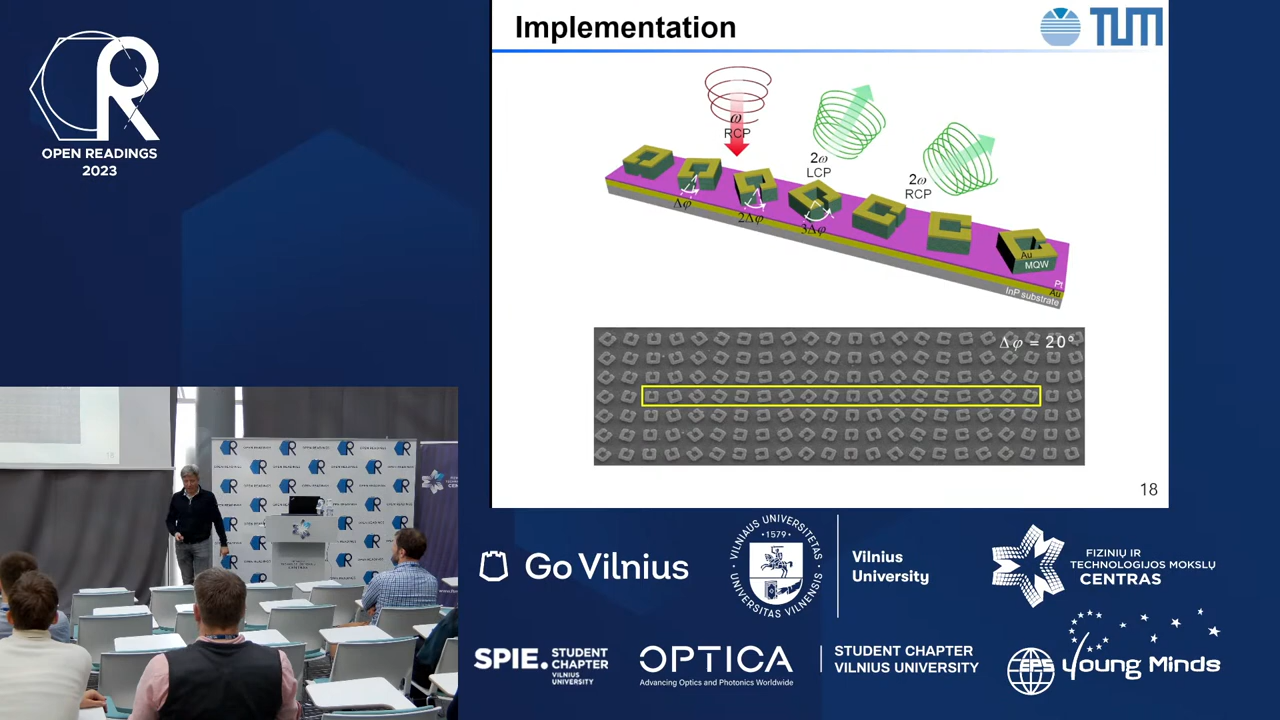 OPEN READINGS
2023
Implementation
TUM
ω
RCP
2ω
LCP
2ω
RCP
Δφ
2Δφ
3Δφ
Au
MQW
Pt
Au
InP substrate
Δφ = 20°
18
Go Vilnius
VILNIAUS UNIVERSITETAS
·1579·
UNIVERSITAS VILNENSIS
Vilnius
University
FIZINIŲ IR
TECHNOLOGIJOS MOKSLŲ
CENTRAS
SPIE.
STUDENT
CHAPTER
VILNIUS
UNIVERSITY
OPTICA
Advancing Optics and Photonics Worldwide
STUDENT CHAPTER
VILNIUS UNIVERSITY
EPS Young Minds